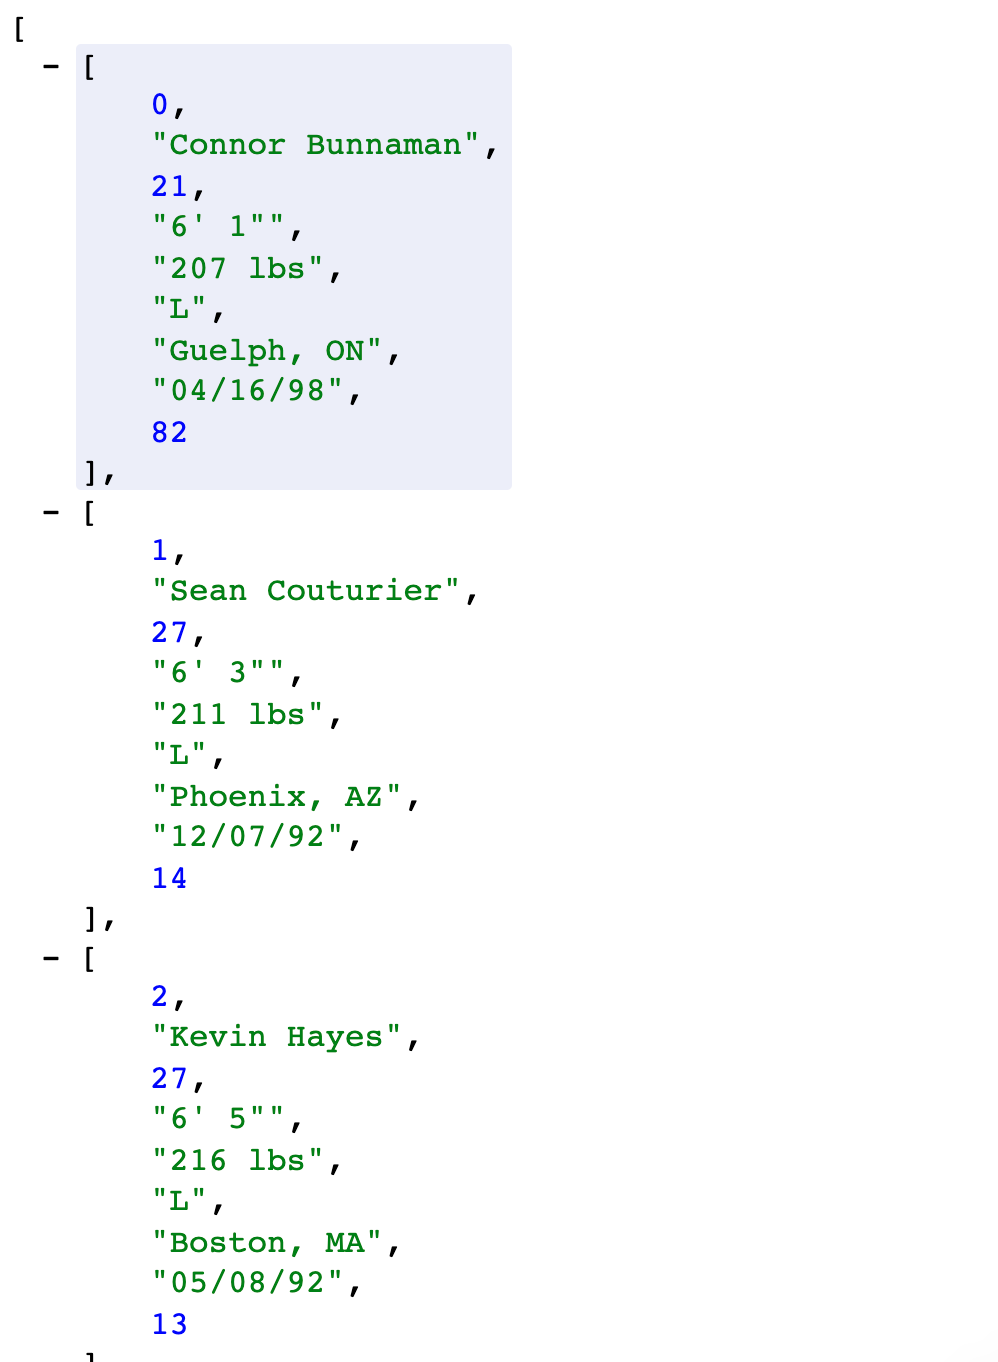 [
- [
0,
"Connor Bunnaman",
21,
"6' 1"",
"207 lbs",
"L",
"Guelph, ON",
"04/16/98",
82
],
- [
1,
"Sean Couturier",
27,
"6' 3"",
"211 lbs",
"L",
"Phoenix, AZ",
"12/07/92",
14
],
- [
2,
"Kevin Hayes",
27,
"6' 5"",
"216 lbs",
"L",
"Boston, MA",
"05/08/92",
13
]